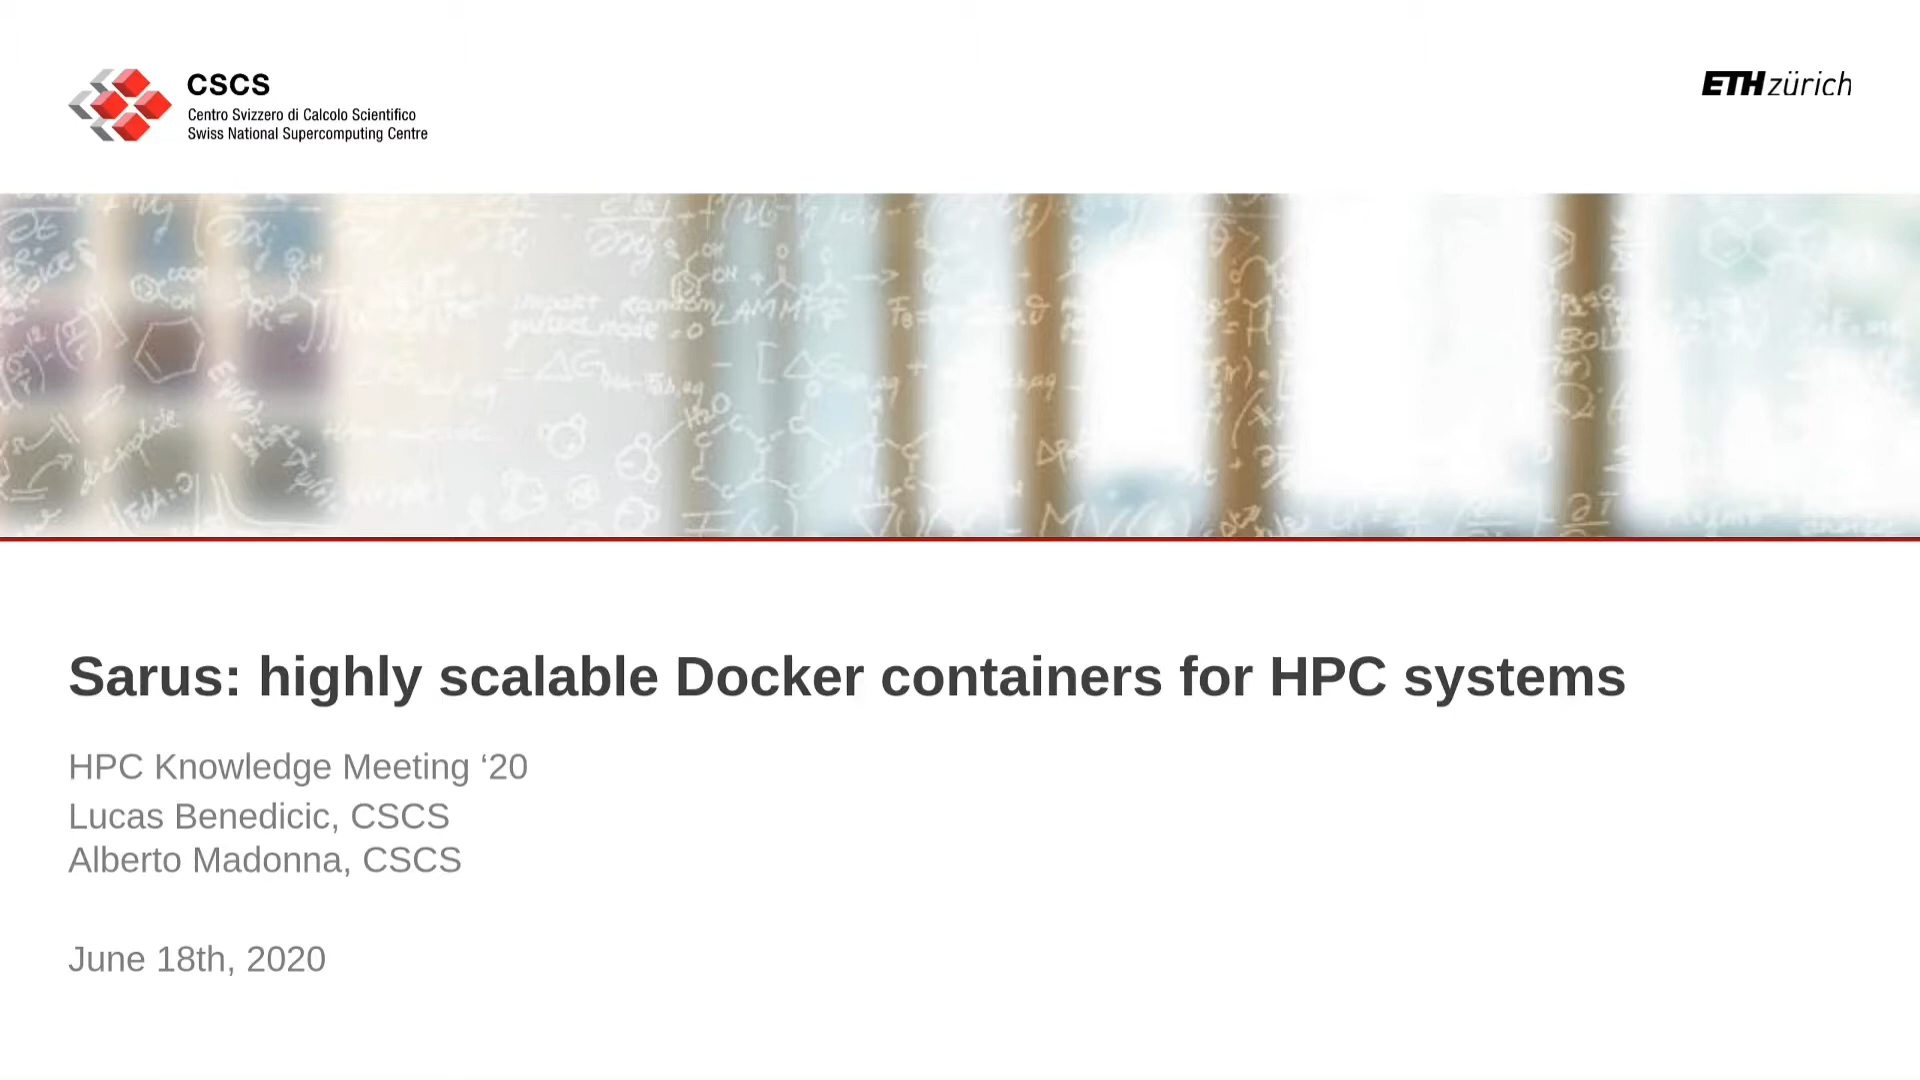 CSCS
Centro Svizzero di Calcolo Scientifico
Swiss National Supercomputing Centre
ETH zürich
Sarus: highly scalable Docker containers for HPC systems
HPC Knowledge Meeting ‘20
Lucas Benedicic, CSCS
Alberto Madonna, CSCS
June 18th, 2020